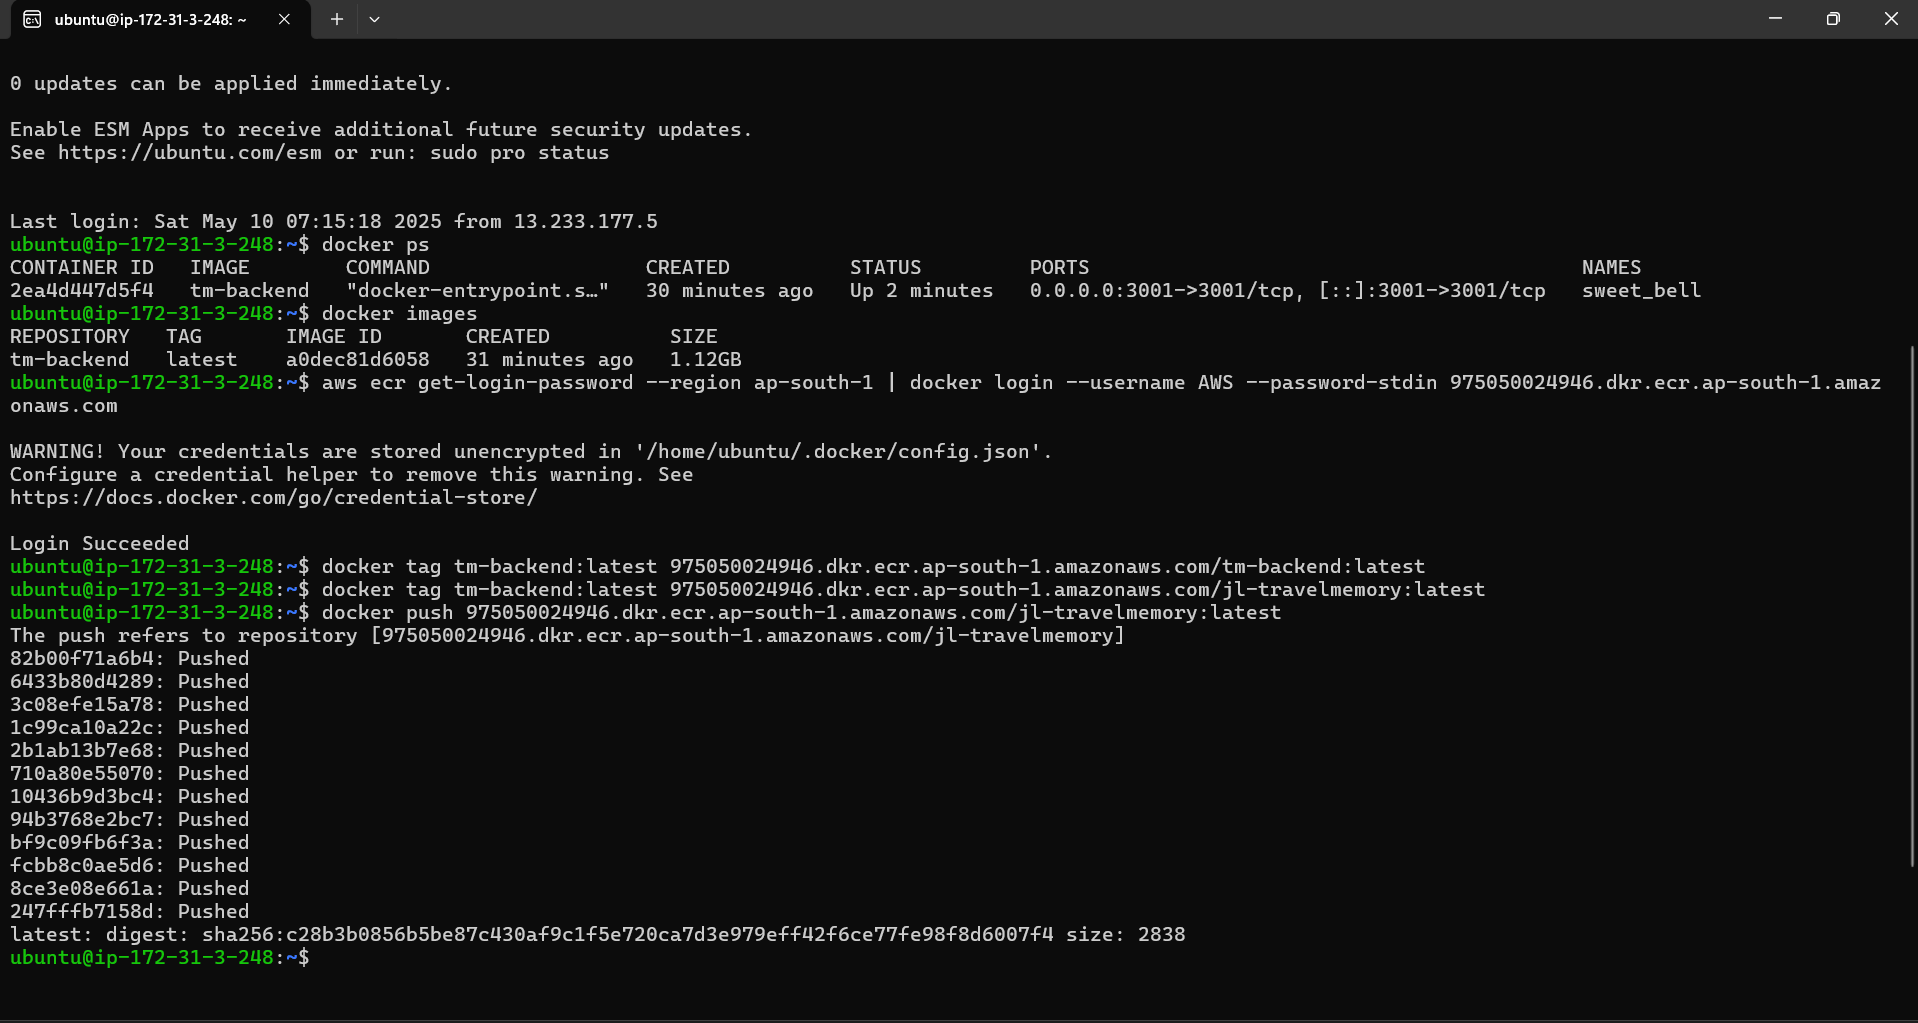 ubuntu@ip-172-31-3-248: ~
0 updates can be applied immediately.
Enable ESM Apps to receive additional future security updates.
See https://ubuntu.com/esm or run: sudo pro status
Last login: Sat May 10 07:15:18 2025 from 13.233.177.5
ubuntu@ip-172-31-3-248:~$ docker ps
CONTAINER ID   IMAGE        COMMAND                  CREATED          STATUS         PORTS                                         NAMES
2ea4d447d5f4   tm-backend   "docker-entrypoint.s…"   30 minutes ago   Up 2 minutes   0.0.0.0:3001->3001/tcp, [::]:3001->3001/tcp   sweet_bell
ubuntu@ip-172-31-3-248:~$ docker images
REPOSITORY   TAG       IMAGE ID       CREATED          SIZE
tm-backend   latest    a0dec81d6058   31 minutes ago   1.12GB
ubuntu@ip-172-31-3-248:~$ aws ecr get-login-password --region ap-south-1 | docker login --username AWS --password-stdin 975050024946.dkr.ecr.ap-south-1.amaz
onaws.com
WARNING! Your credentials are stored unencrypted in '/home/ubuntu/.docker/config.json'.
Configure a credential helper to remove this warning. See
https://docs.docker.com/go/credential-store/
Login Succeeded
ubuntu@ip-172-31-3-248:~$ docker tag tm-backend:latest 975050024946.dkr.ecr.ap-south-1.amazonaws.com/tm-backend:latest
ubuntu@ip-172-31-3-248:~$ docker tag tm-backend:latest 975050024946.dkr.ecr.ap-south-1.amazonaws.com/jl-travelmemory:latest
ubuntu@ip-172-31-3-248:~$ docker push 975050024946.dkr.ecr.ap-south-1.amazonaws.com/jl-travelmemory:latest
The push refers to repository [975050024946.dkr.ecr.ap-south-1.amazonaws.com/jl-travelmemory]
82b00f71a6b4: Pushed
6433b80d4289: Pushed
3c08efe15a78: Pushed
1c99ca10a22c: Pushed
2b1ab13b7e68: Pushed
710a80e55070: Pushed
10436b9d3bc4: Pushed
94b3768e2bc7: Pushed
bf9c09fb6f3a: Pushed
fcbb8c0ae5d6: Pushed
8ce3e08e661a: Pushed
247fffb7158d: Pushed
latest: digest: sha256:c28b3b0856b5be87c430af9c1f5e720ca7d3e979eff42f6ce77fe98f8d6007f4 size: 2838
ubuntu@ip-172-31-3-248:~$